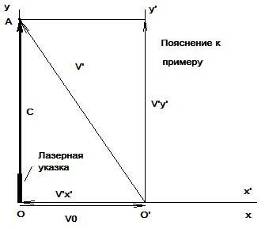 у
у'
A
Пояснение к
примеру
V'
C
V'y'
Лазерная
указка
x'
V'x'
O
O'
x
V0